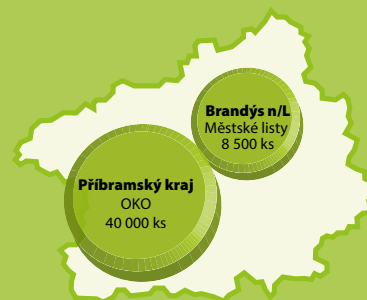 Brandýs n/L
Městské listy
8 500 ks
Příbramský kraj
OKO
40 000 ks